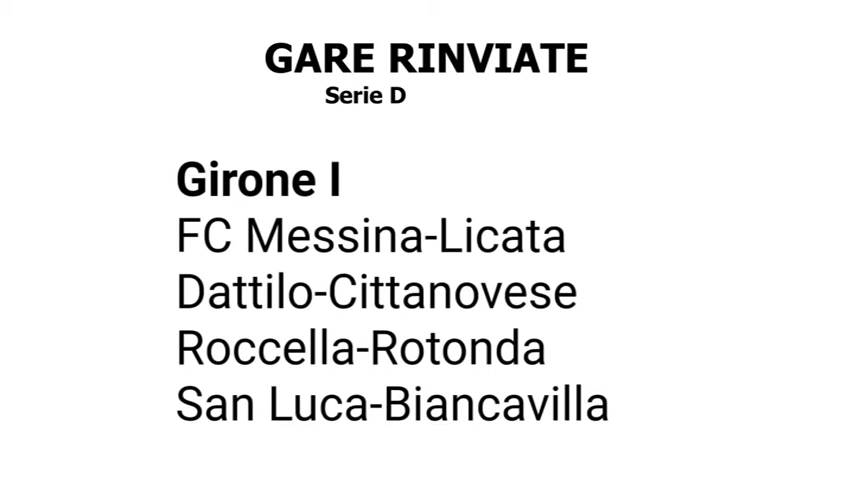 GARE RINVIATE
Serie D
Girone I
FC Messina-Licata
Dattilo-Cittanovese
Roccella-Rotonda
San Luca-Biancavilla